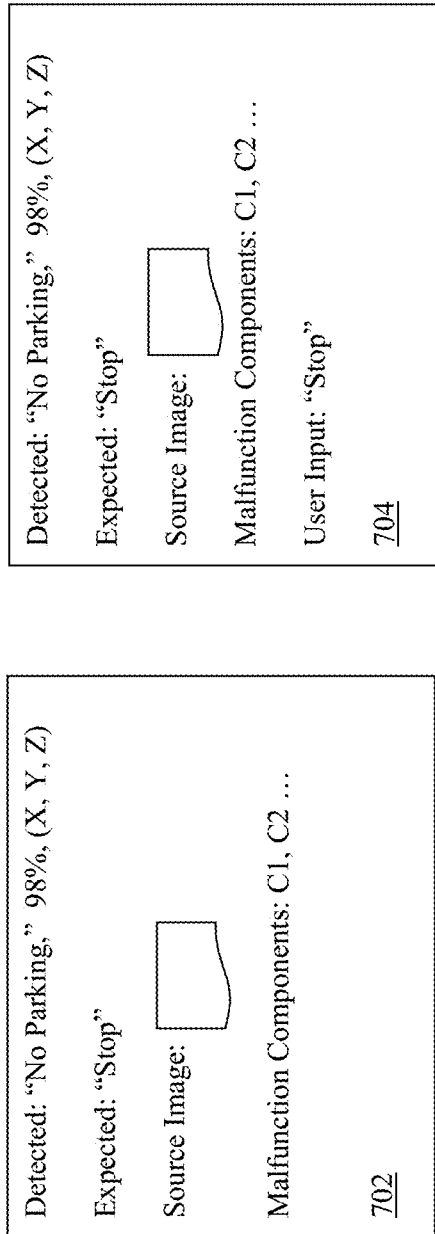 Detected: “No Parking,” 98%, (X, Y, Z)
Expected: “Stop”
Source Image:
Malfunction Components: C1, C2 …
702
Detected: “No Parking,” 98%, (X, Y, Z)
Expected: “Stop”
Source Image:
Malfunction Components: C1, C2 …
User Input: “Stop”
704